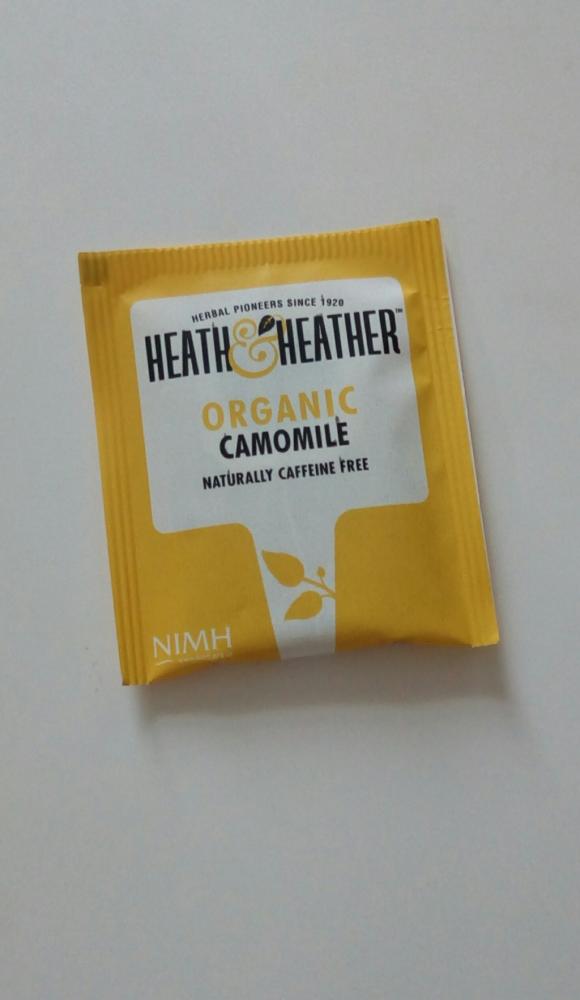 HERBAL PIONEERS SINCE 1920
HEATH & HEATHER™
ORGANIC
CAMOMILE
NATURALLY CAFFEINE FREE
NIMH